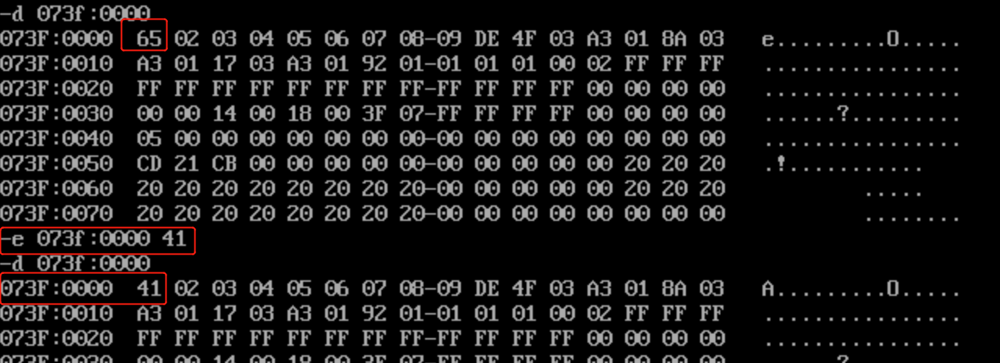 -d 073f:0000
073F:0000  65 02 03 04 05 06 07 08-09 DE 4F 03 A3 01 8A 03   e.........O.....
073F:0010  A3 01 17 03 A3 01 92 01-01 01 01 00 02 FF FF FF   ................
073F:0020  FF FF FF FF FF FF FF FF-FF FF FF FF 00 00 00 00   ................
073F:0030  00 00 14 00 18 00 3F 07-FF FF FF FF 00 00 00 00   ......?.........
073F:0040  05 00 00 00 00 00 00 00-00 00 00 00 00 00 00 00   ................
073F:0050  CD 21 CB 00 00 00 00 00-00 00 00 00 00 20 20 20   .!...........
073F:0060  20 20 20 20 20 20 20 20-00 00 00 00 00 20 20 20           .....
073F:0070  20 20 20 20 20 20 20 20-00 00 00 00 00 00 00 00           ........
-e 073f:0000 41
-d 073f:0000
073F:0000  41 02 03 04 05 06 07 08-09 DE 4F 03 A3 01 8A 03   A.........O.....
073F:0010  A3 01 17 03 A3 01 92 01-01 01 01 00 02 FF FF FF   ................
073F:0020  FF FF FF FF FF FF FF FF-FF FF FF FF 00 00 00 00   ................
073F:0030  00 00 14 00 18 00 3F 07-FF FF FF FF 00 00 00 00   ?